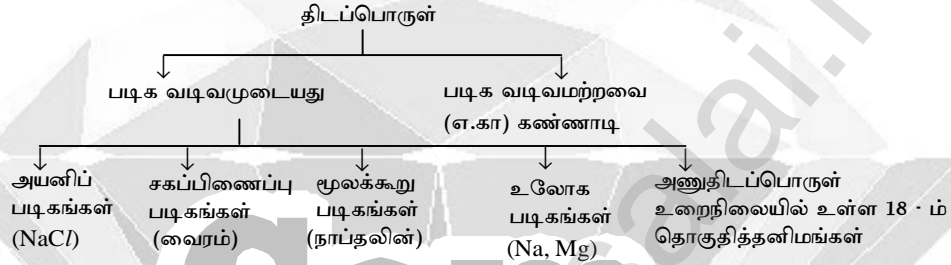 திடப்பொருள்
படிக வடிவமுடையது
படிக வடிவமற்றவை
(எ.கா) கண்ணாடி
அயனிப்
படிகங்கள்
(NaCl)
சகப்பிணைப்பு
படிகங்கள்
(வைரம்)
மூலக்கூறு
படிகங்கள்
(நாப்தலின்)
உலோக
படிகங்கள்
(Na, Mg)
அணுதிடப்பொருள்
உறைநிலையில் உள்ள 18 - ம்
தொகுதித்தனிமங்கள்